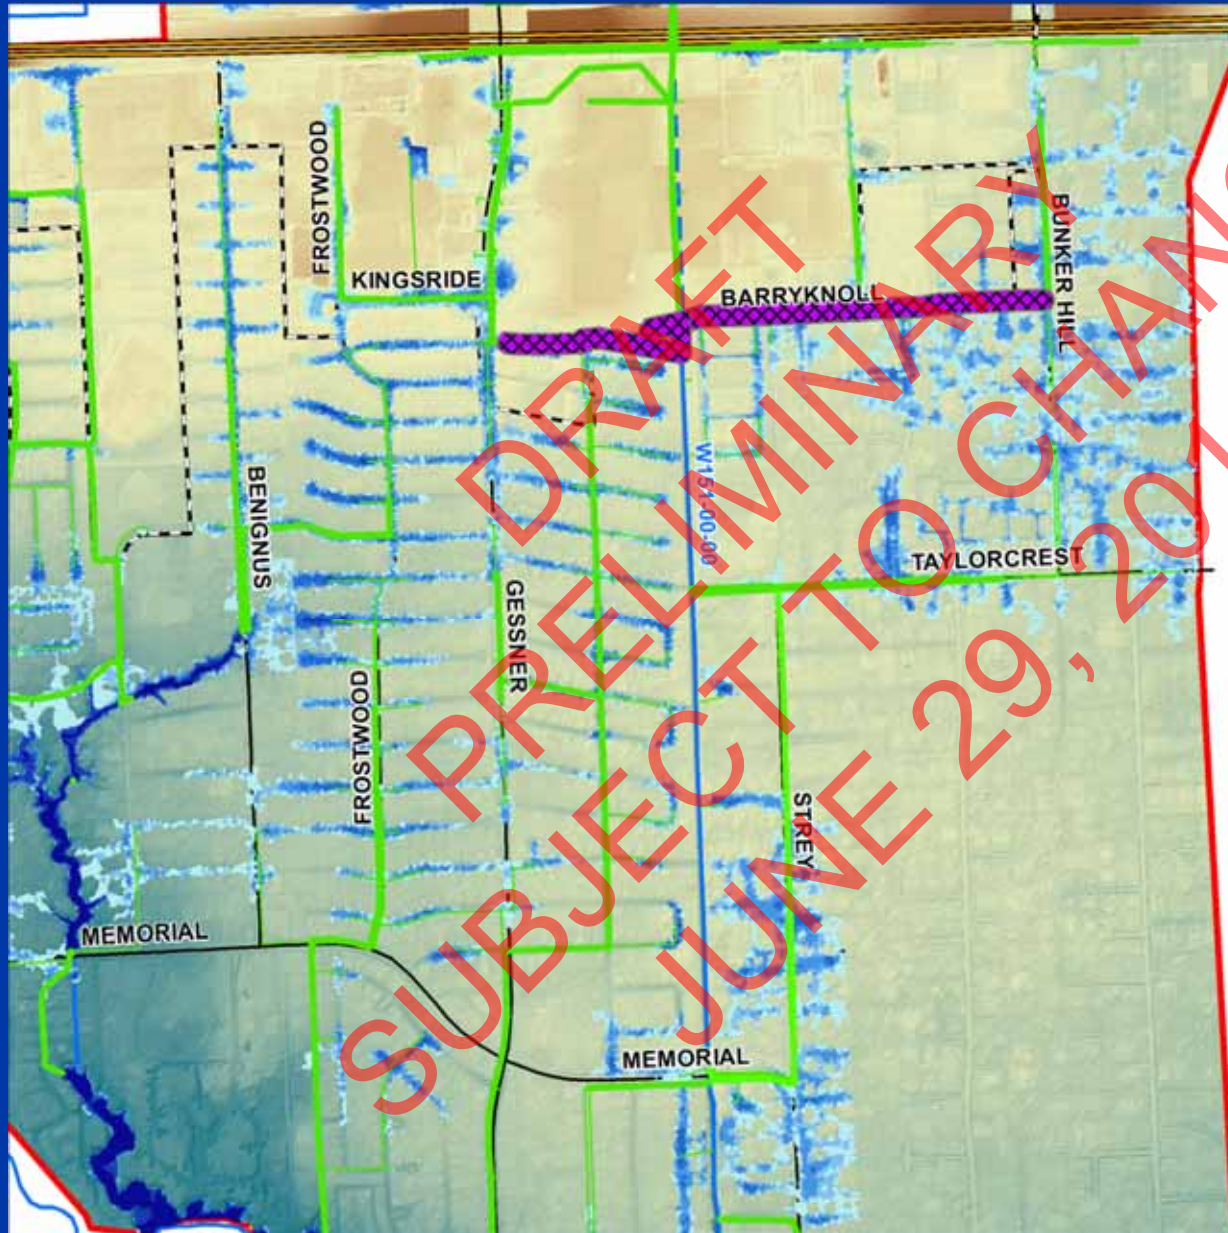 FROSTWOOD
KINGSRIDE
BARRYKNOLL
BUNKER HILL
BENIGNUS
W151-00-00
TAYLORCREST
GESSNER
FROSTWOOD
STREY
MEMORIAL
MEMORIAL
DRAFT
PRELIMINARY
SUBJECT TO CHANG
JUNE 29, 201